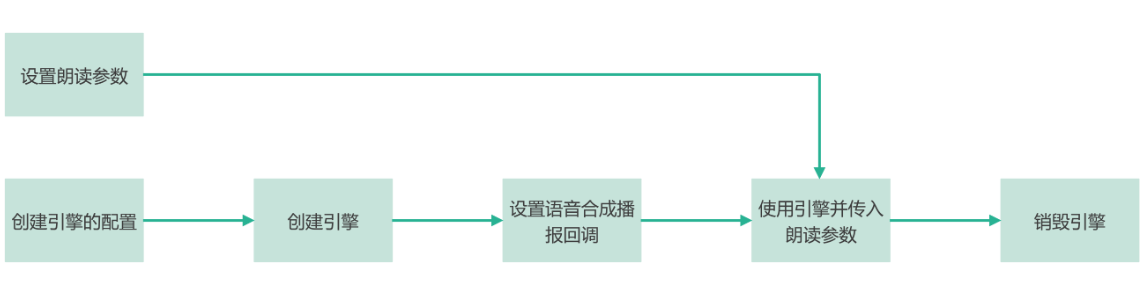 设置朗读参数
创建引擎的配置
创建引擎
设置语音合成播
报回调
使用引擎并传入
朗读参数
销毁引擎